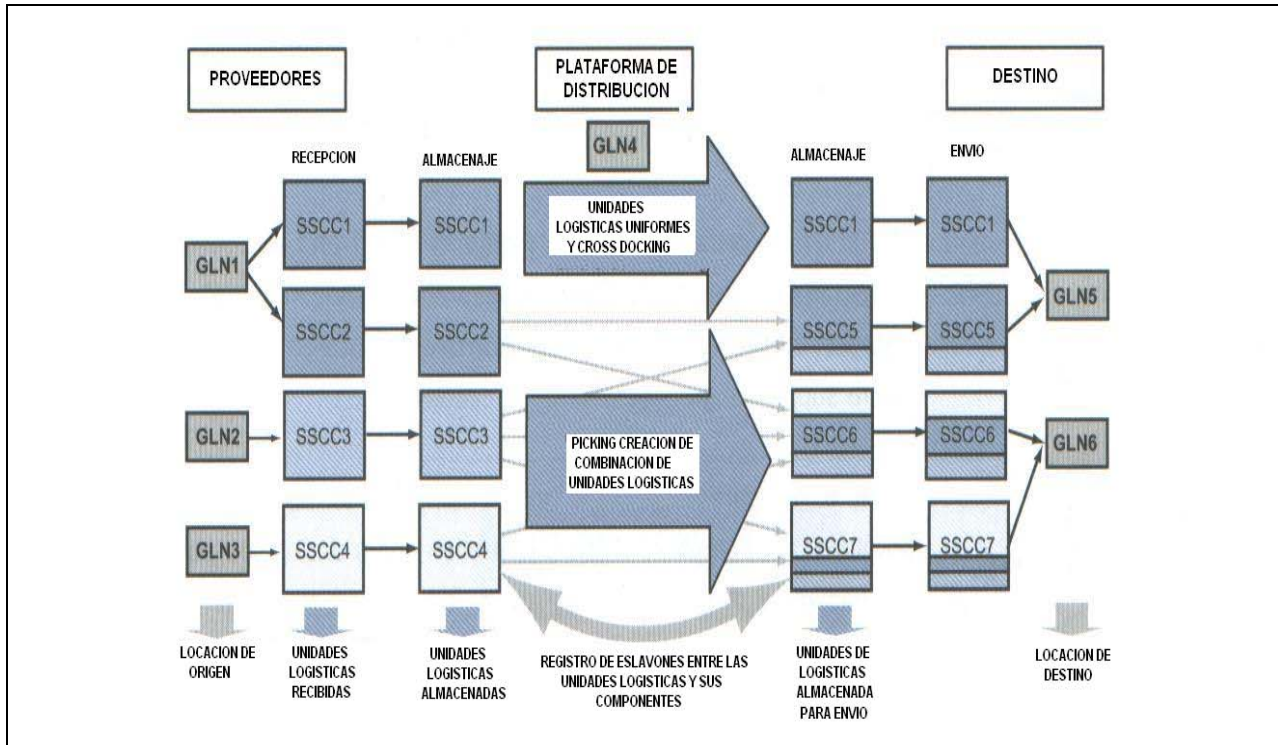 PROVEEDORES
PLATAFORMA DE
DISTRIBUCION
DESTINO
GLN4
RECEPCION
ALMACENAJE
ALMACENAJE
ENVIO
SSCC1
SSCC1
UNIDADES
LOGISTICAS UNIFORMES
Y CROSS DOCKING
SSCC1
SSCC1
GLN1
GLN5
SSCC2
SSCC2
SSCC5
SSCC5
GLN2
SSCC3
SSCC3
PICKING CREACION DE
COMBINACION DE
UNIDADES LOGISTICAS
SSCC6
SSCC6
GLN6
GLN3
SSCC4
SSCC4
SSCC7
SSCC7
LOCACION DE
ORIGEN
UNIDADES
LOGISTICAS
RECIBIDAS
UNIDADES
LOGISTICAS
ALMACENADAS
REGISTRO DE ESLAVONES ENTRE LAS
UNIDADES LOGISTICAS Y SUS
COMPONENTES
UNIDADES DE
LOGISTICAS
ALMACENADA
PARA ENVIO
LOCACION DE
DESTINO